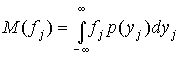 M(f_j) = ∫_{-∞}^{∞} f_j p(y_j) dy_j